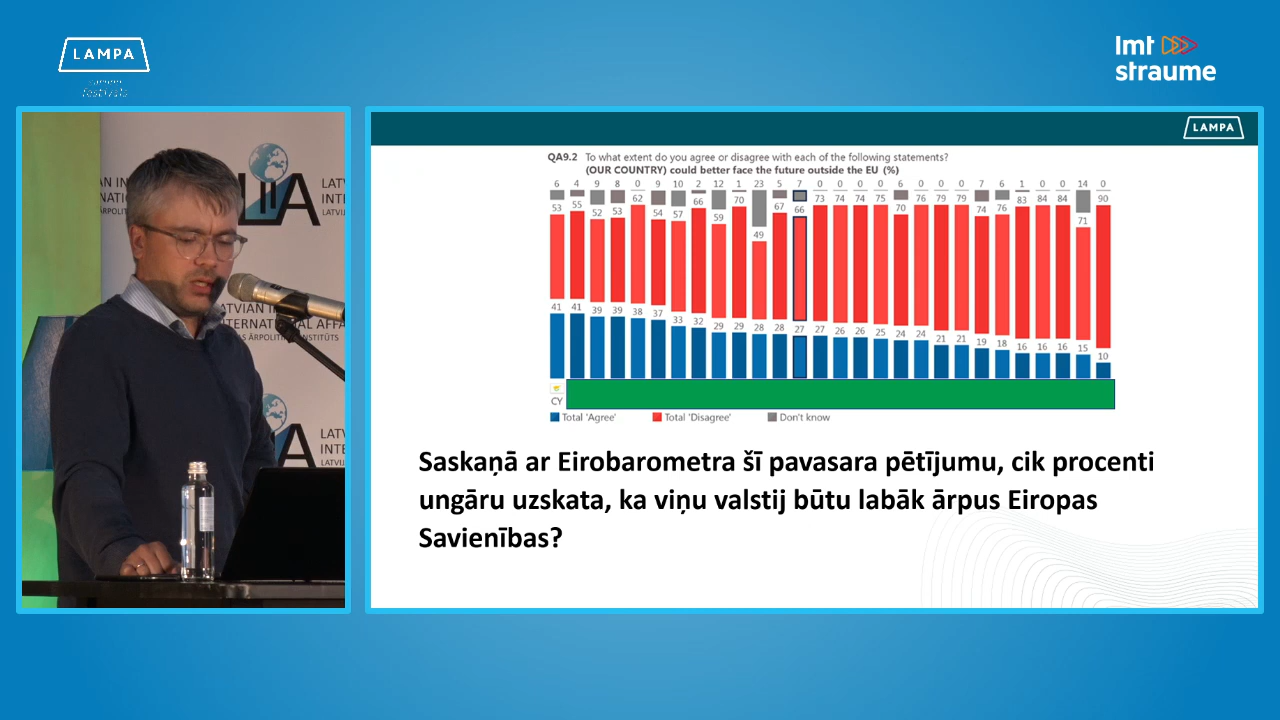 LAMPA
festivāls
lmt
straume
LAMPA
QA9.2 To what extent do you agree or disagree with each of the following statements?
(OUR COUNTRY) could better face the future outside the EU (%)
6 4 9 8 0 9 10 2 12 1 23 5 7 0 0 0 0 6 0 0 0 7 6 1 0 0 14 0
53 55 52 53 62 54 57 66 59 70 49 67 66 73 74 74 75 70 76 79 79 74 76 83 84 84 71 90
41 41 39 39 38 37 33 32 29 29 28 28 27 27 26 26 25 24 24 21 21 19 18 16 16 16 15 10
CY
Total 'Agree' Total 'Disagree' Don't know
Saskaņā ar Eirobarometra šī pavasara pētījumu, cik procenti
ungāru uzskata, ka viņu valstij būtu labāk ārpus Eiropas
Savienības?